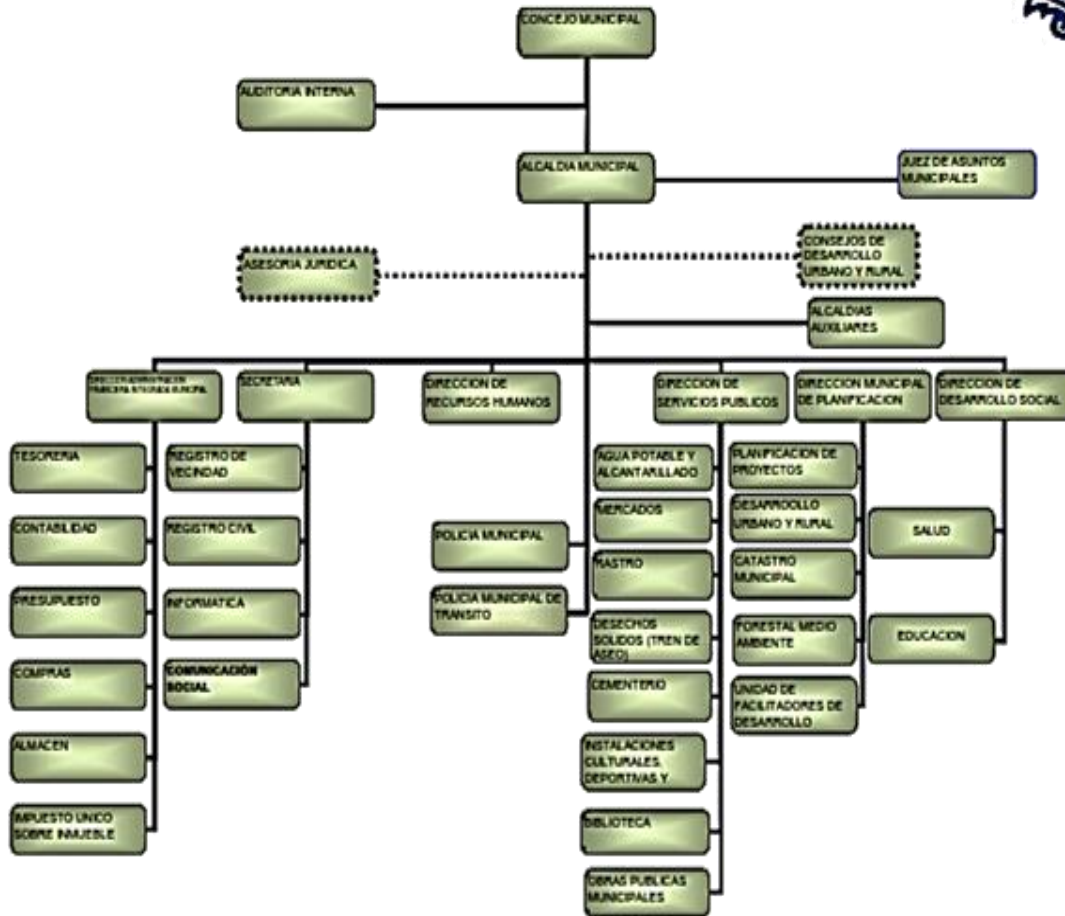 CONCEJO MUNICIPAL
AUDITORIA INTERNA
ALCALDIA MUNICIPAL
JUEZ DE ASUNTOS
MUNICIPALES
ASESORIA JURIDICA
CONSEJOS DE
DESARROLLO
URBANO Y RURAL
ALCALDIAS
AUXILIARES
FINANCIERA INTEGRADA MUNICIPAL
SECRETARIA
DIRECCION DE
RECURSOS HUMANOS
DIRECCION DE
SERVICIOS PUBLICOS
DIRECCION MUNICIPAL
DE PLANIFICACION
DIRECCION DE
DESARROLLO SOCIAL
TESORERIA
CONTABILIDAD
PRESUPUESTO
COMPRAS
ALMACEN
IMPUESTO UNICO
SOBRE INMUEBLE
REGISTRO DE
VECINDAD
REGISTRO CIVIL
INFORMATICA
COMUNICACIÓN
SOCIAL
POLICIA MUNICIPAL
POLICIA MUNICIPAL DE
TRANSITO
AGUA POTABLE Y
ALCANTARILLADO
MERCADOS
RASTRO
DESECHOS
SOLIDOS (TREN DE
ASEO)
CEMENTERIO
INSTALACIONES
CULTURALES,
DEPORTIVAS Y
BIBLIOTECA
OBRAS PUBLICAS
MUNICIPALES
PLANIFICACION DE
PROYECTOS
DESARROOLLO
URBANO Y RURAL
CATASTRO
MUNICIPAL
FORESTAL MEDIO
AMBIENTE
UNIDAD DE
FACILITADORES DE
DESARROLLO
SALUD
EDUCACION